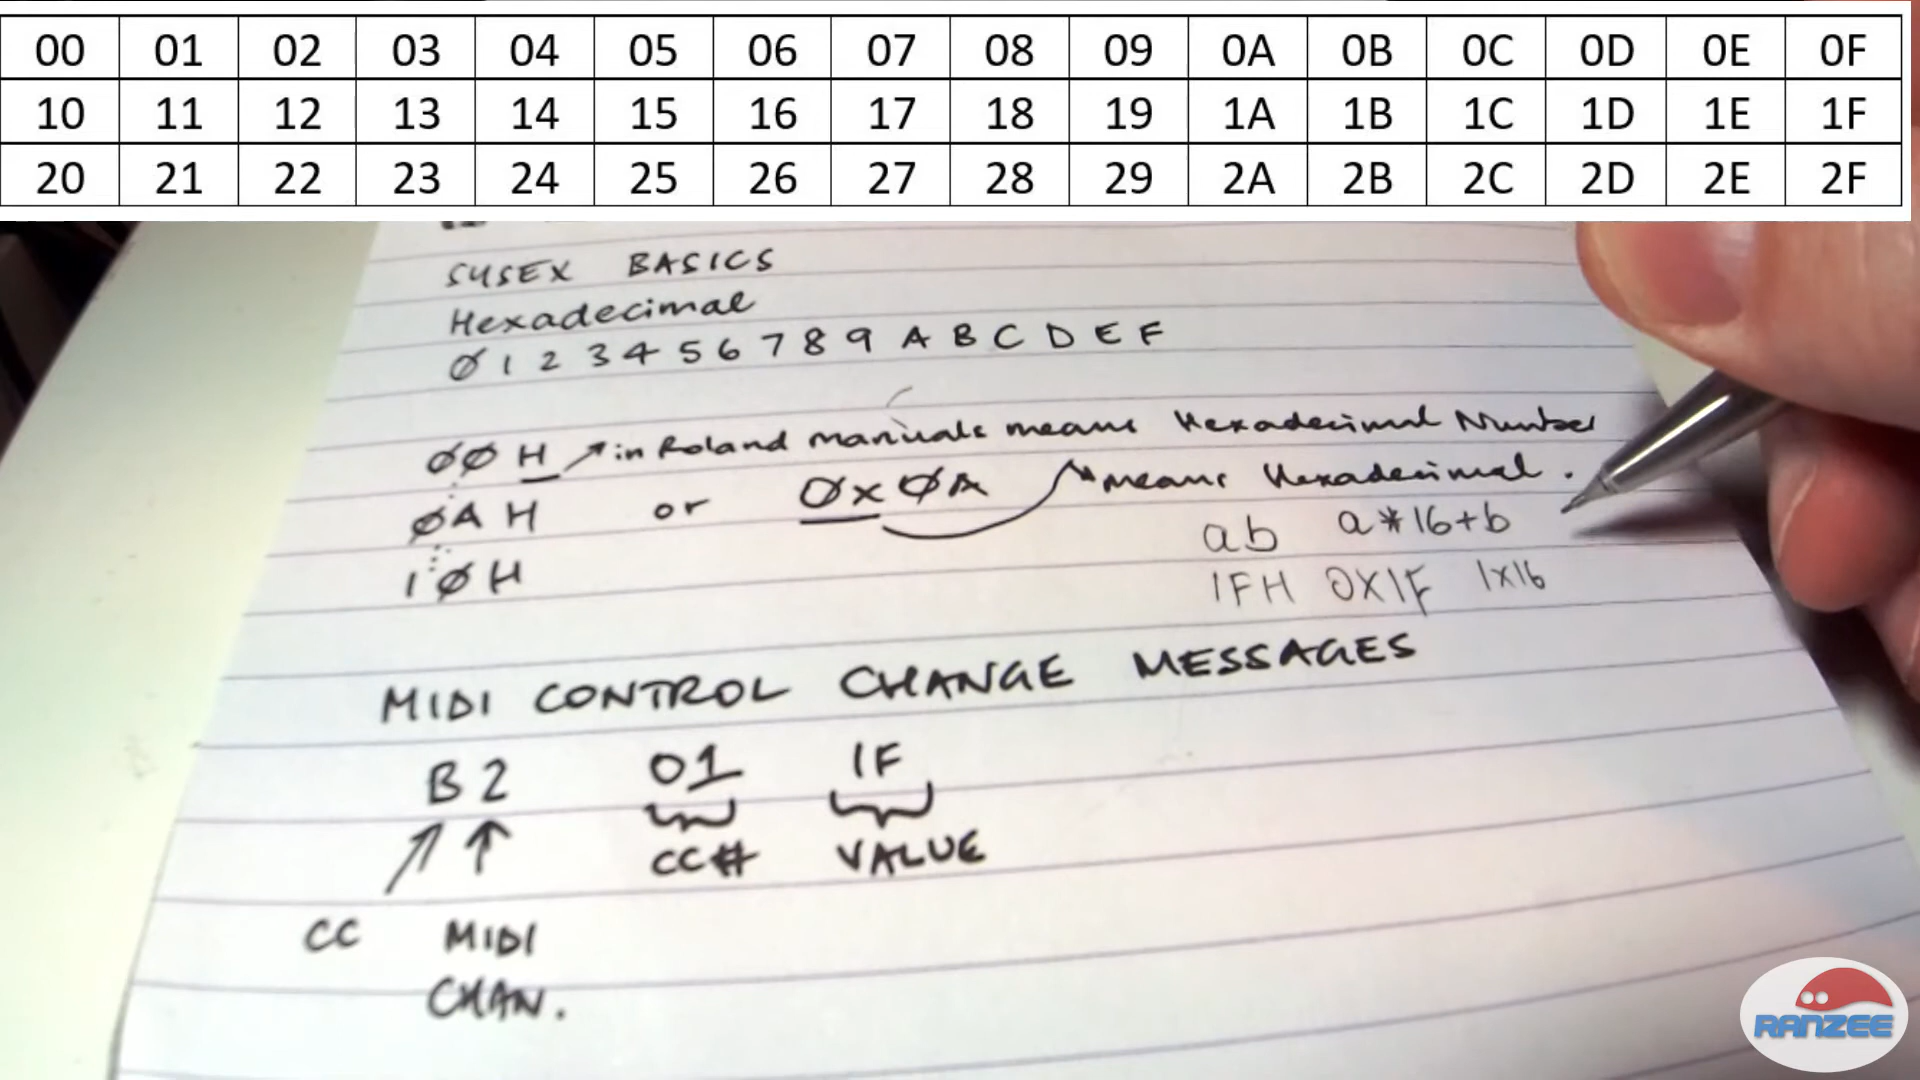 00 01 02 03 04 05 06 07 08 09 0A 0B 0C 0D 0E 0F
10 11 12 13 14 15 16 17 18 19 1A 1B 1C 1D 1E 1F
20 21 22 23 24 25 26 27 28 29 2A 2B 2C 2D 2E 2F
SYSEX BASICS
Hexadecimal
0 1 2 3 4 5 6 7 8 9 A B C D E F
00 H in Roland manuals means Hexadecimal Number
0A H or 0x0A means Hexadecimal.
ab a*16+b
10H
1FH 0X1F 1x16
MIDI CONTROL CHANGE MESSAGES
B2 01 1F
CC# VALUE
CC MIDI
CHAN.
RANZEE